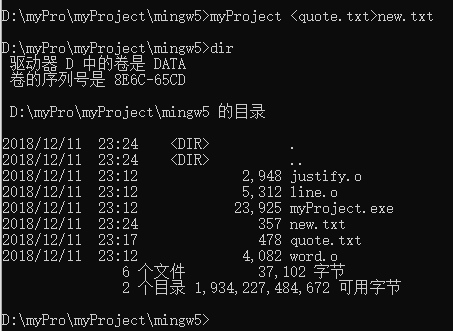 D:\myPro\myProject\mingw5>myProject <quote.txt>new.txt
D:\myPro\myProject\mingw5>dir
驱动器 D 中的卷是 DATA
卷的序列号是 8E6C-65CD
D:\myPro\myProject\mingw5 的目录
2018/12/11  23:24    <DIR>          .
2018/12/11  23:24    <DIR>          ..
2018/12/11  23:12             2,948 justify.o
2018/12/11  23:12             5,312 line.o
2018/12/11  23:12            23,925 myProject.exe
2018/12/11  23:24               357 new.txt
2018/12/11  23:17               478 quote.txt
2018/12/11  23:12             4,082 word.o
6 个文件         37,102 字节
2 个目录 1,934,227,484,672 可用字节
D:\myPro\myProject\mingw5>